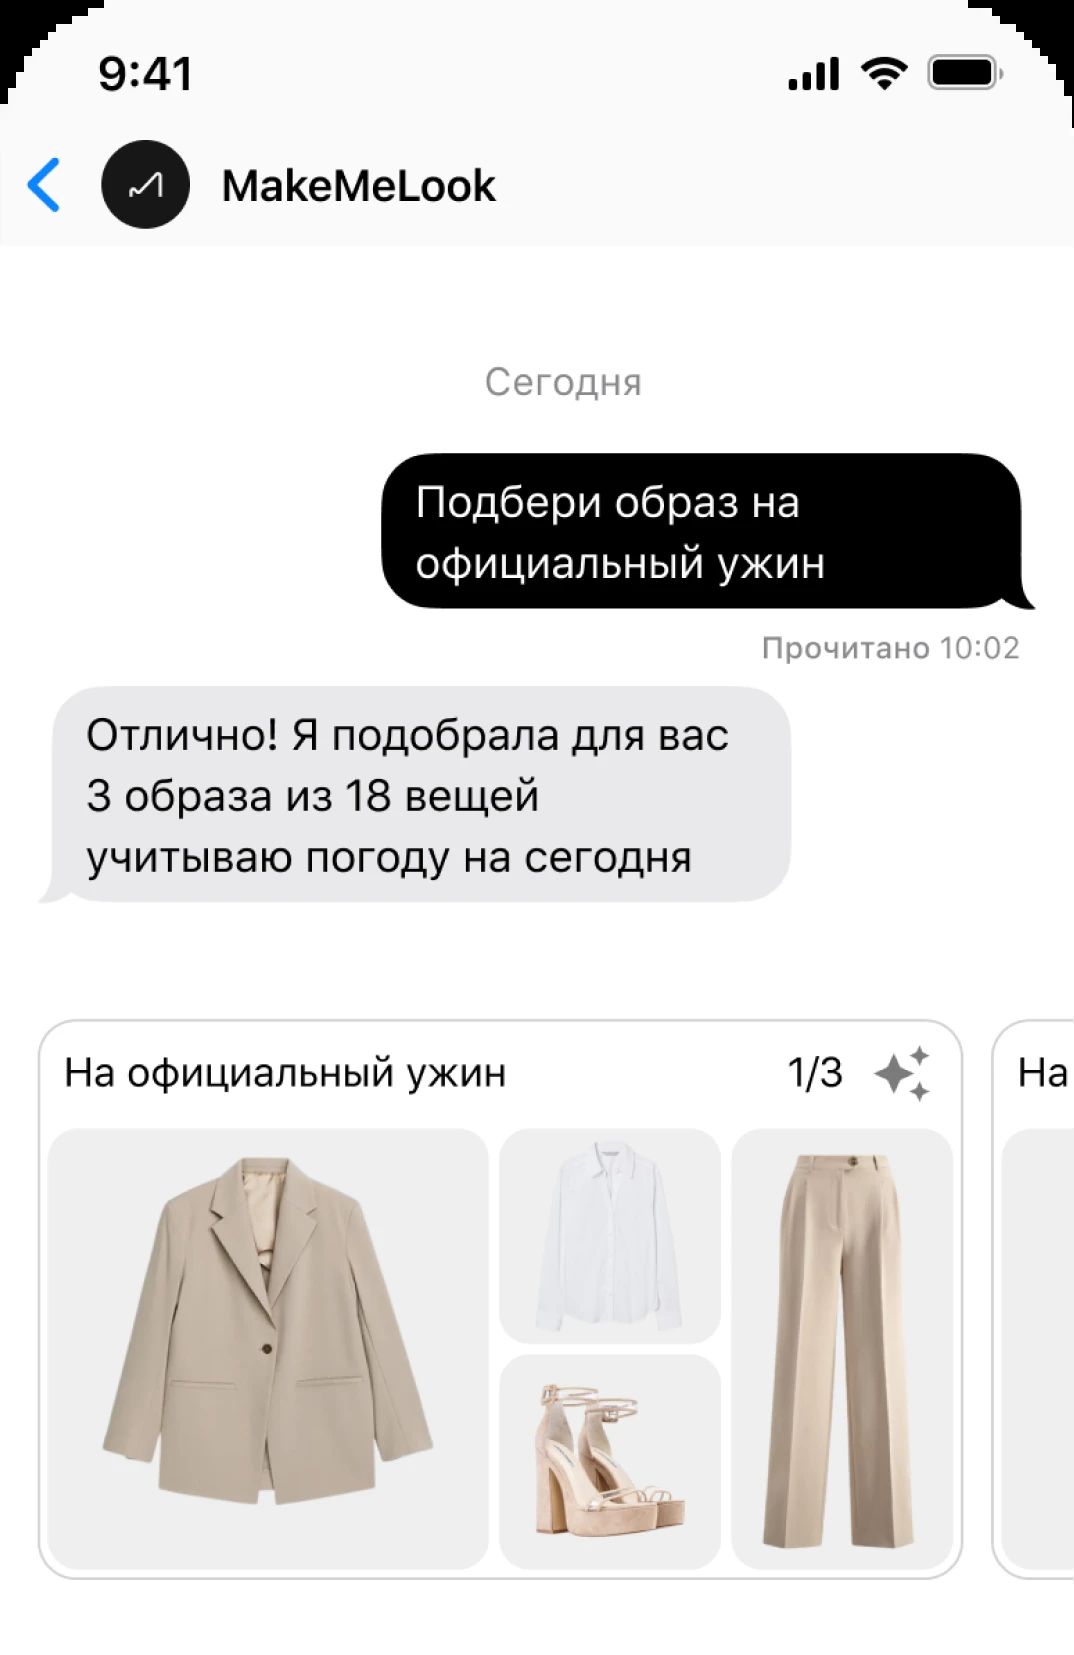 9:41
MakeMeLook
Сегодня
Подбери образ на
официальный ужин
Прочитано 10:02
Отлично! Я подобрала для вас
3 образа из 18 вещей
учитываю погоду на сегодня
На официальный ужин 1/3
На